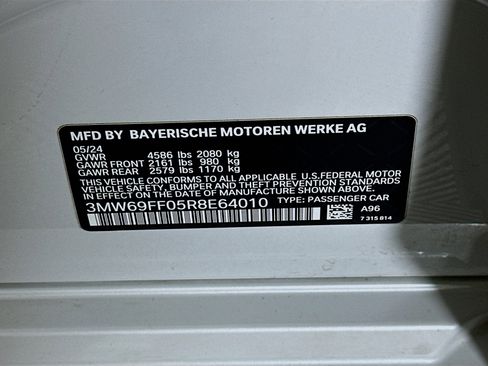 MFD BY BAYERISCHE MOTOREN WERKE AG
05/24
GVWR 4586 lbs 2080 kg
GAWR FRONT 2161 lbs 980 kg
GAWR REAR 2579 lbs 1170 kg
THIS VEHICLE CONFORMS TO ALL APPLICABLE U.S.FEDERAL MOTOR
VEHICLE SAFETY, BUMPER, AND THEFT PREVENTION STANDARDS IN
EFFECT ON THE DATE OF MANUFACTURE SHOWN ABOVE.
3MW69FF05R8E64010 TYPE: PASSENGER CAR
A96
7 315 814